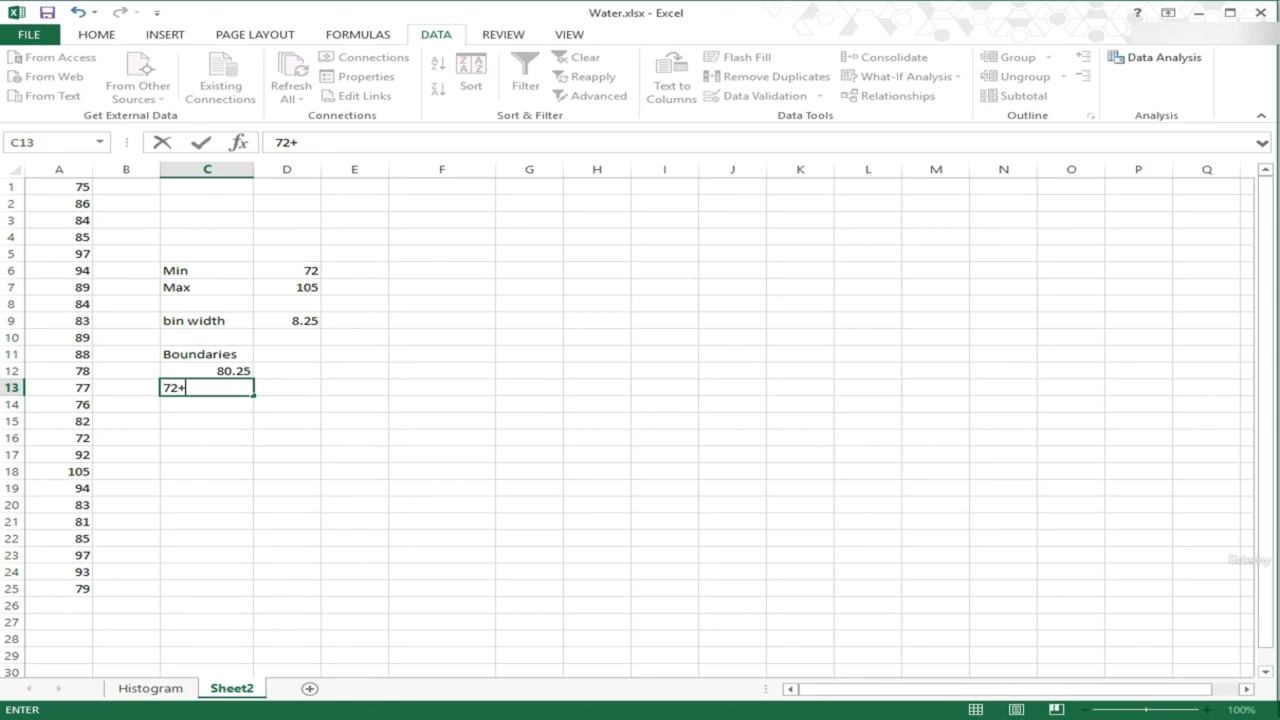 Water.xlsx - Excel
?
FILE HOME INSERT PAGE LAYOUT FORMULAS DATA REVIEW VIEW
From Access
From Web
From Text
From Other Sources
Existing Connections
Get External Data
Refresh All
Connections
Properties
Edit Links
Connections
Sort
Filter
Clear
Reapply
Advanced
Sort & Filter
Text to Columns
Flash Fill
Remove Duplicates
Data Validation
Consolidate
What-If Analysis
Relationships
Data Tools
Group
Ungroup
Subtotal
Outline
Data Analysis
Analysis
C13 fx 72+
A B C D E F G H I J K L M N O P Q
1 75
2 86
3 84
4 85
5 97
6 94 Min 72
7 89 Max 105
8 84
9 83 bin width 8.25
10 89
11 88 Boundaries
12 78 80.25
13 77 72+
14 76
15 82
16 72
17 92
18 105
19 94
20 83
21 81
22 85
23 97
24 93
25 79
26
27
28
29
30
Histogram Sheet2
ENTER 100%
ûdemy